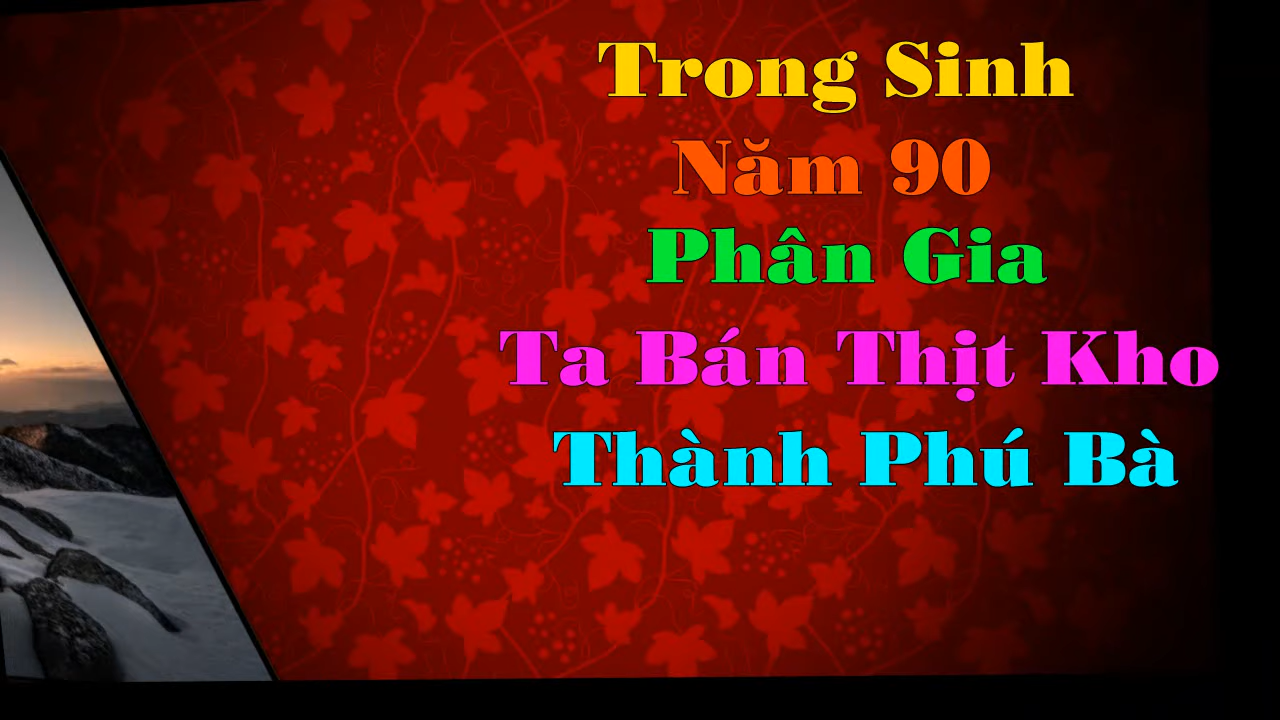 Trong Sinh
Năm 90
Phân Gia
Ta Bán Thịt Kho
Thành Phú Bà